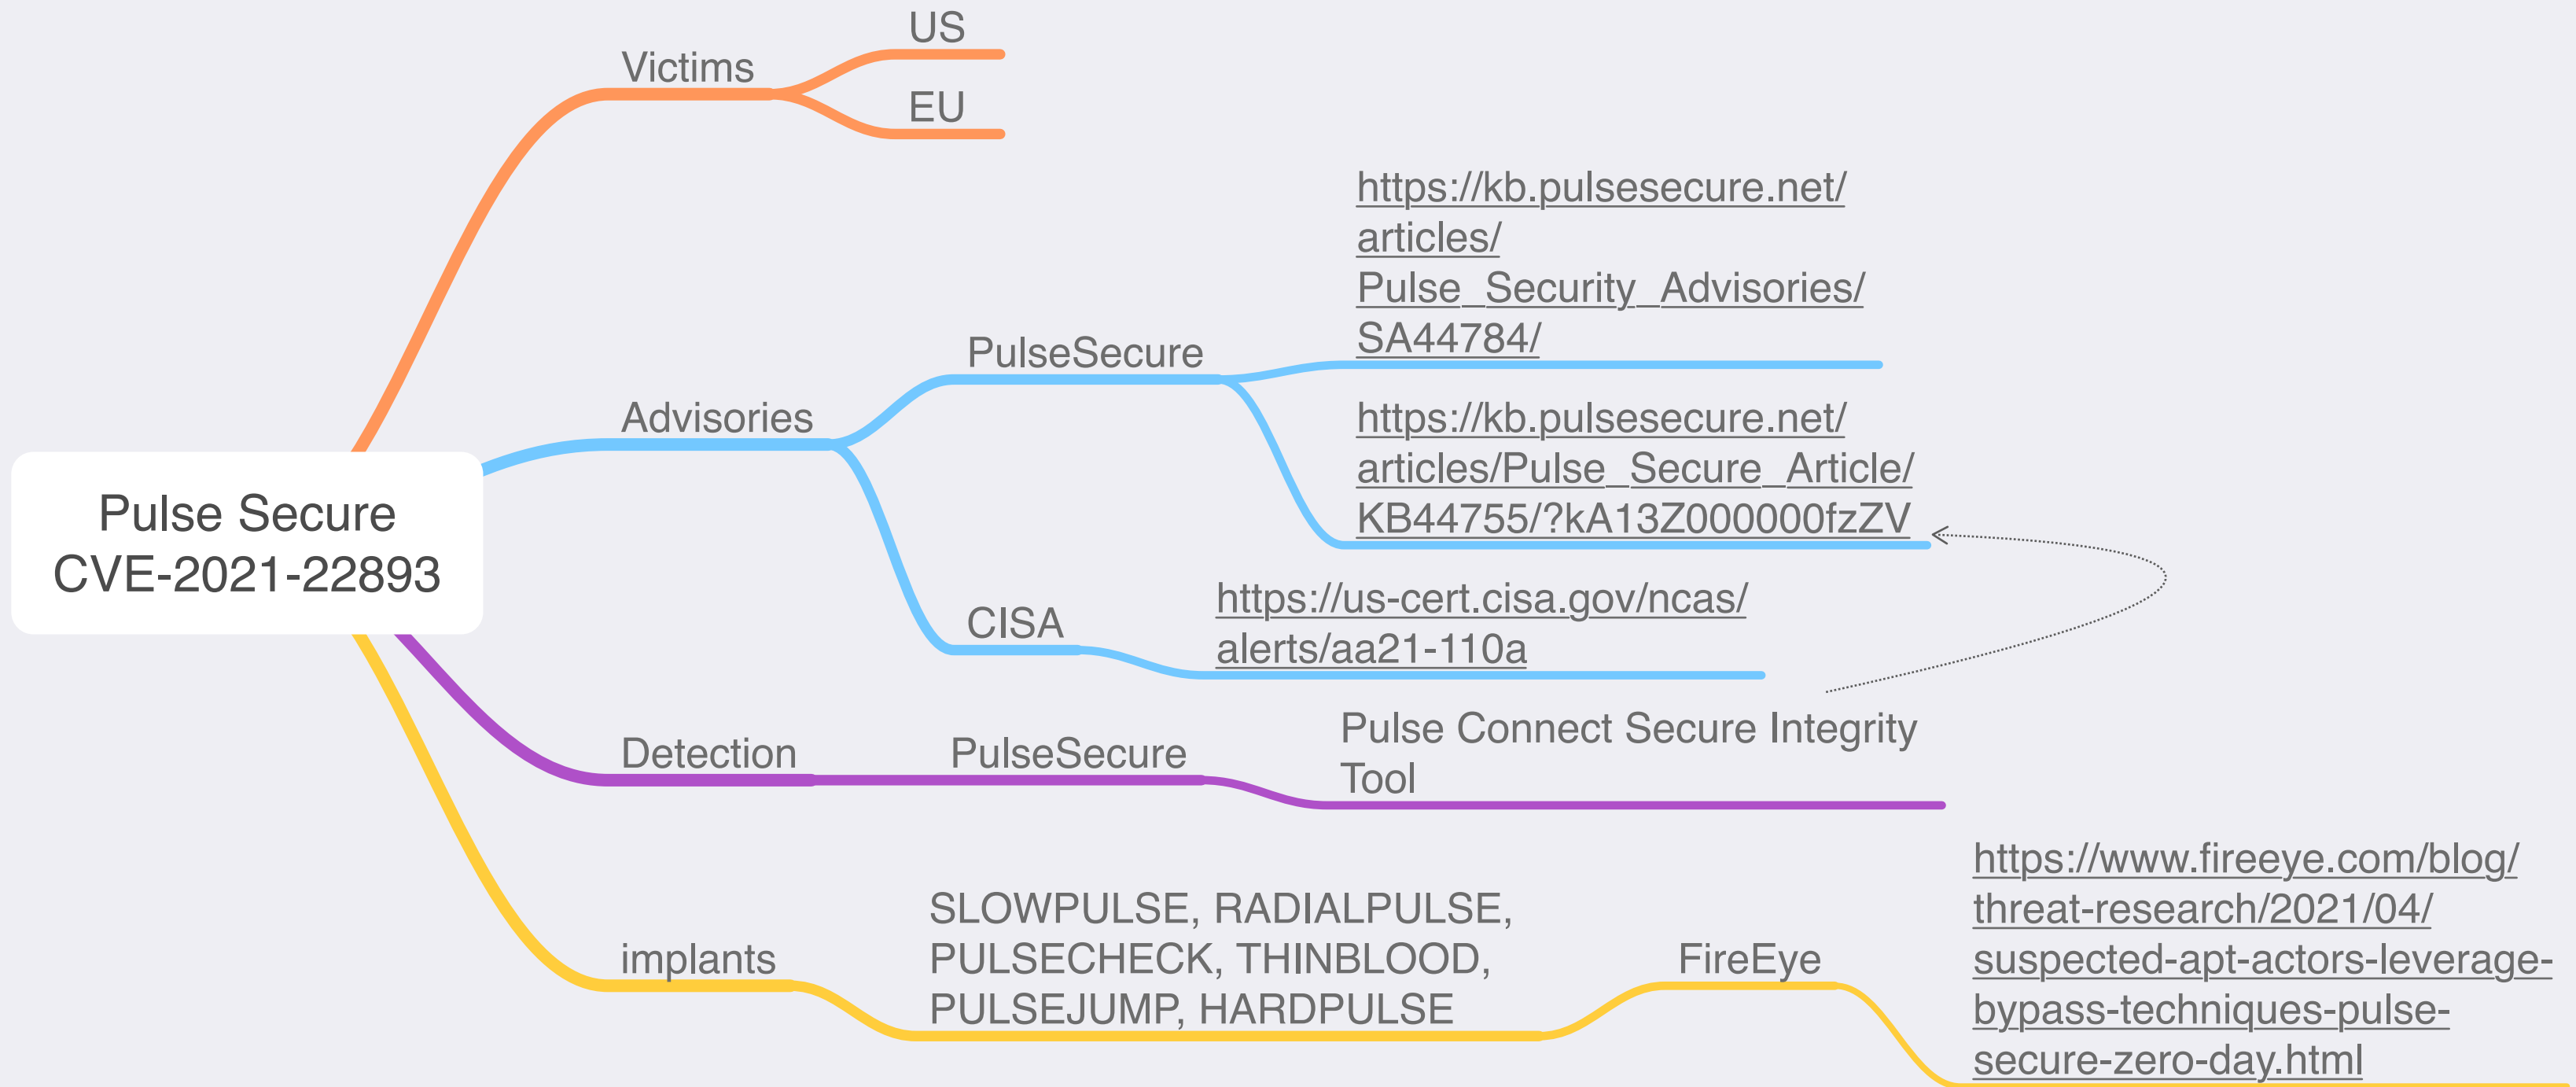 US
Victims
EU
https://kb.pulsesecure.net/
articles/
Pulse_Security_Advisories/
SA44784/
PulseSecure
Advisories
https://kb.pulsesecure.net/
articles/Pulse_Secure_Article/
KB44755/?kA13Z000000fzZV
Pulse Secure
CVE-2021-22893
CISA
https://us-cert.cisa.gov/ncas/
alerts/aa21-110a
Detection
PulseSecure
Pulse Connect Secure Integrity
Tool
implants
SLOWPULSE, RADIALPULSE,
PULSECHECK, THINBLOOD,
PULSEJUMP, HARDPULSE
FireEye
https://www.fireeye.com/blog/
threat-research/2021/04/
suspected-apt-actors-leverage-
bypass-techniques-pulse-
secure-zero-day.html